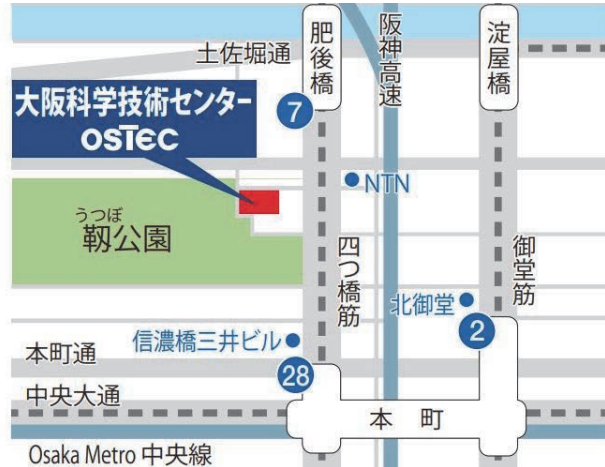 肥後橋
阪神高速
淀屋橋
土佐堀通
大阪科学技術センター
OSTEC
7
NTN
うつぼ
靱公園
四つ橋筋
御堂筋
北御堂
2
信濃橋三井ビル
本町通
28
中央大通
本町
Osaka Metro 中央線